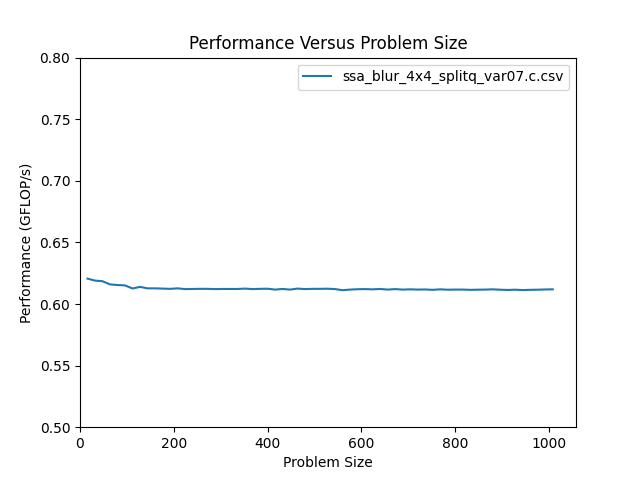 Performance Versus Problem Size
ssa_blur_4x4_splitq_var07.c.csv
Performance (GFLOP/s)
0.80
0.75
0.70
0.65
0.60
0.55
0.50
0 200 400 600 800 1000
Problem Size